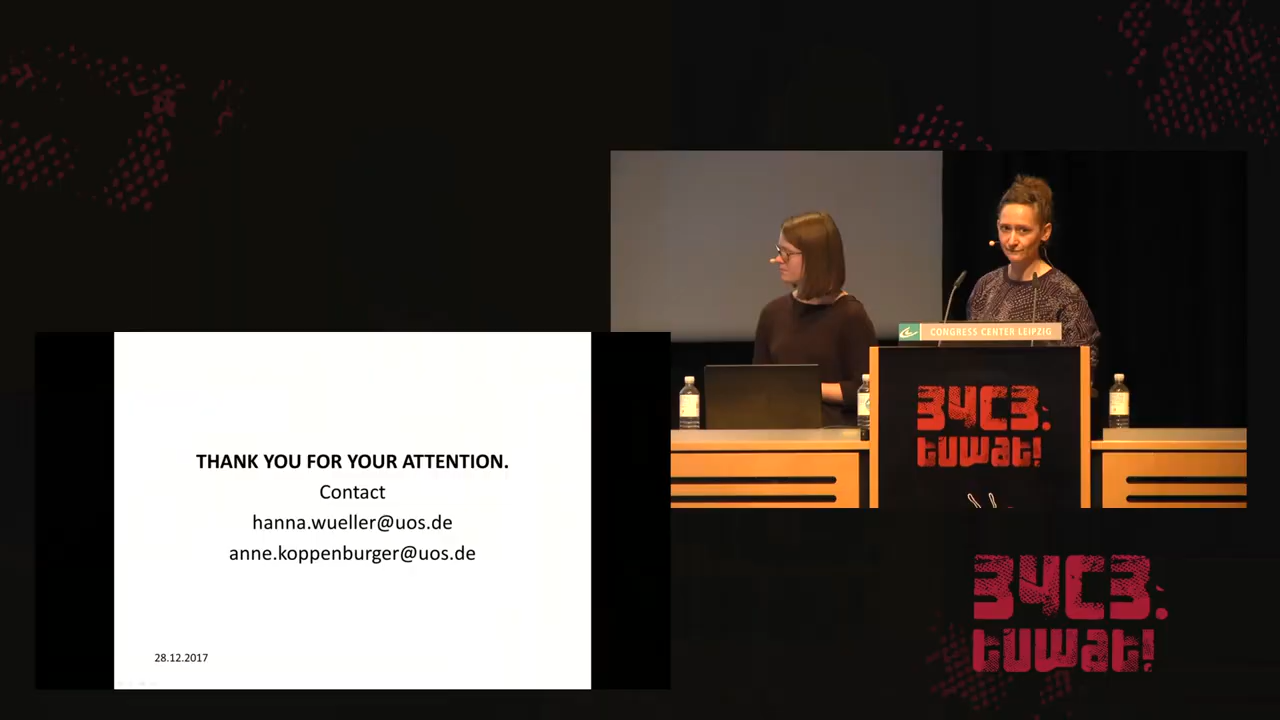 THANK YOU FOR YOUR ATTENTION.
Contact
hanna.wueller@uos.de
anne.koppenburger@uos.de
28.12.2017
CONGRESS CENTER LEIPZIG
34C3.
tuwat!
34C3.
tuwat!